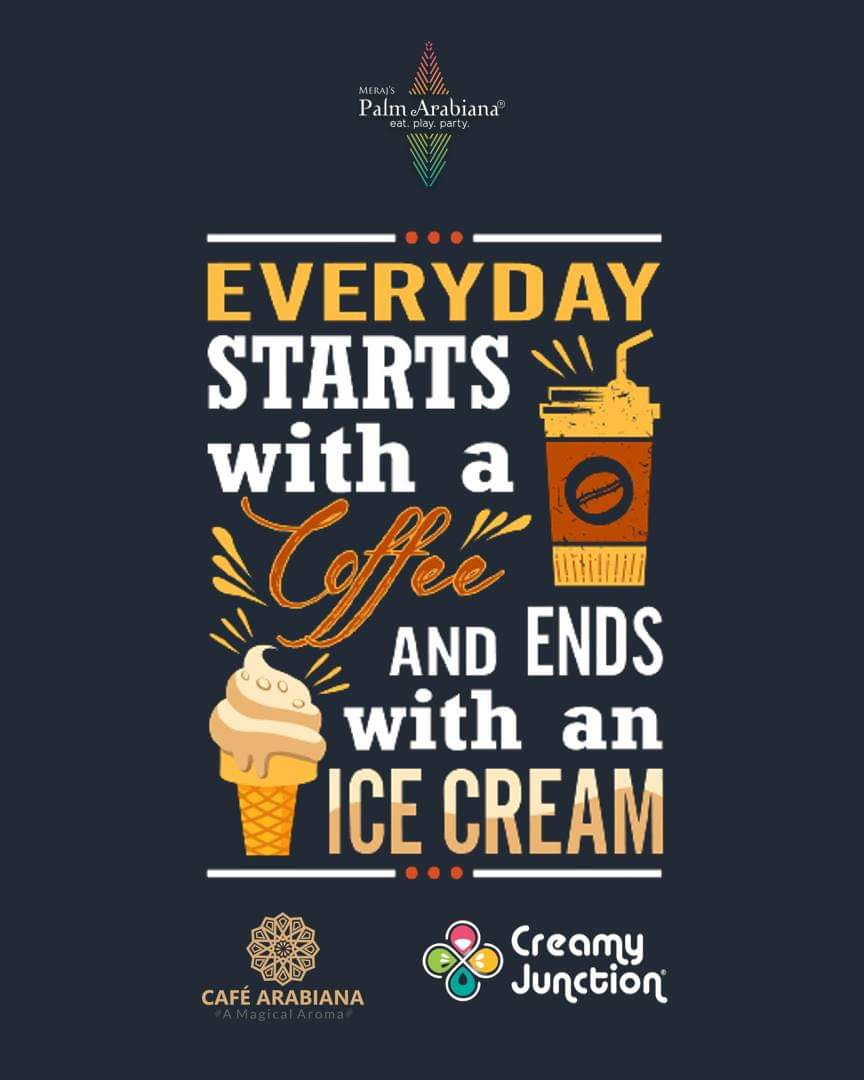 MERAJ'S
Palm Arabiana®
eat. play. party.
EVERYDAY
STARTS
with a
Coffee
AND ENDS
with an
ICE CREAM
CAFÉ ARABIANA
A Magical Aroma
Creamy
Junction®